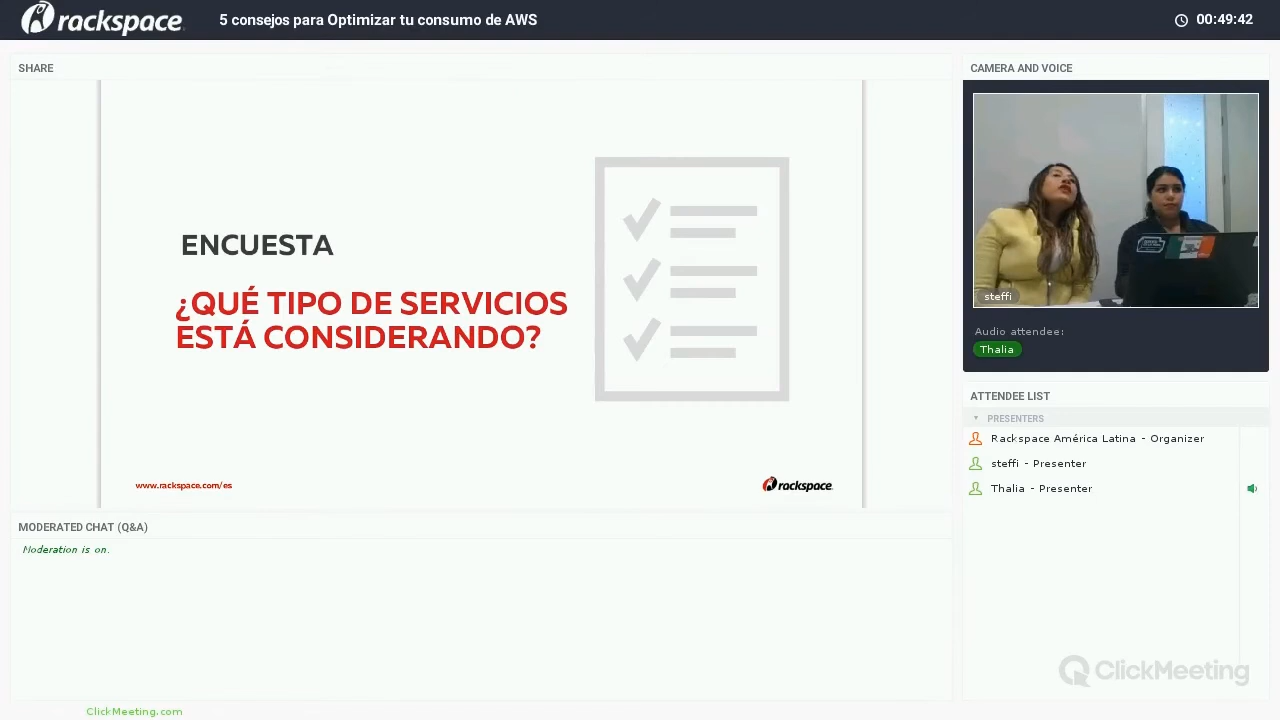 rackspace
5 consejos para Optimizar tu consumo de AWS
00:49:42
SHARE
ENCUESTA
¿QUÉ TIPO DE SERVICIOS
ESTÁ CONSIDERANDO?
www.rackspace.com/es
rackspace
MODERATED CHAT (Q&A)
Moderation is on.
ClickMeeting.com
CAMERA AND VOICE
steffi
Audio attendee:
Thalia
ATTENDEE LIST
PRESENTERS
Rackspace América Latina - Organizer
steffi - Presenter
Thalia - Presenter
ClickMeeting